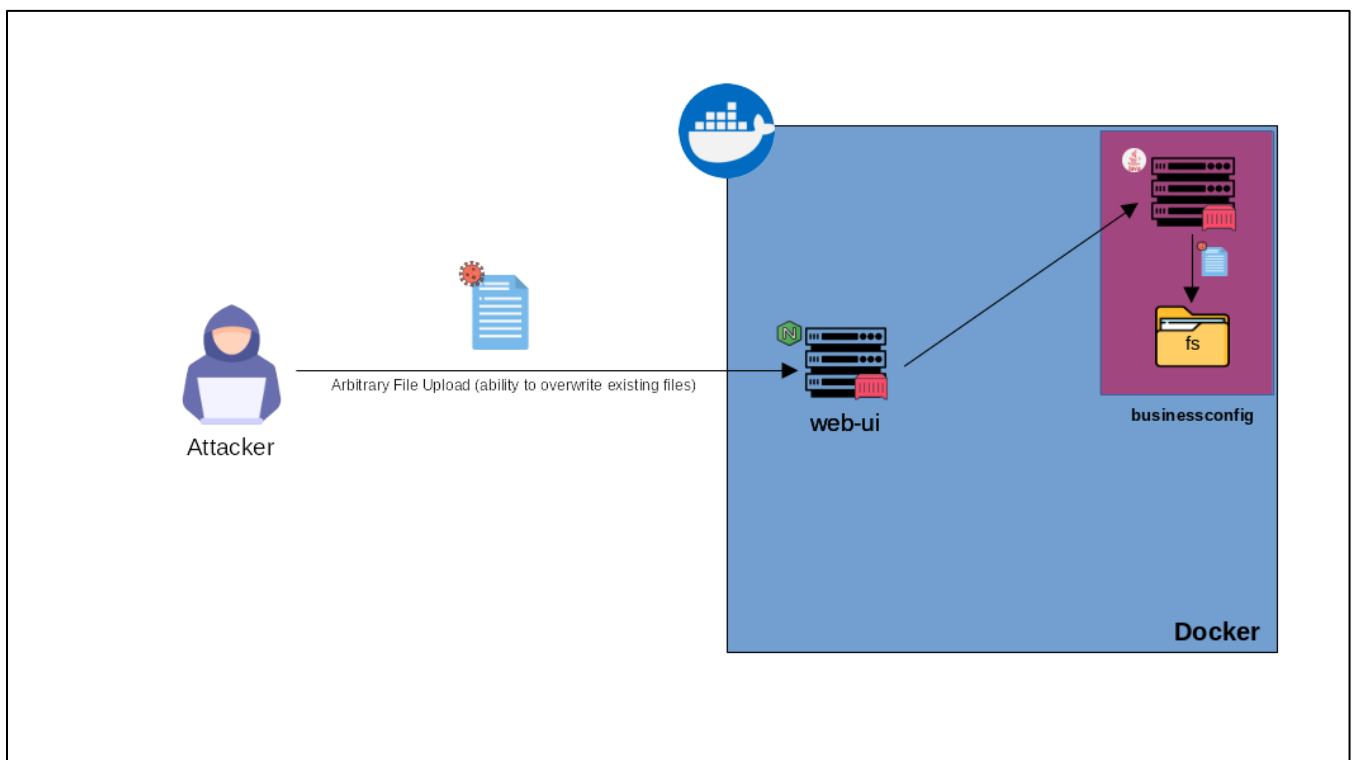 Arbitrary File Upload (ability to overwrite existing files)
Attacker
N
web-ui
fs
businessconfig
Docker